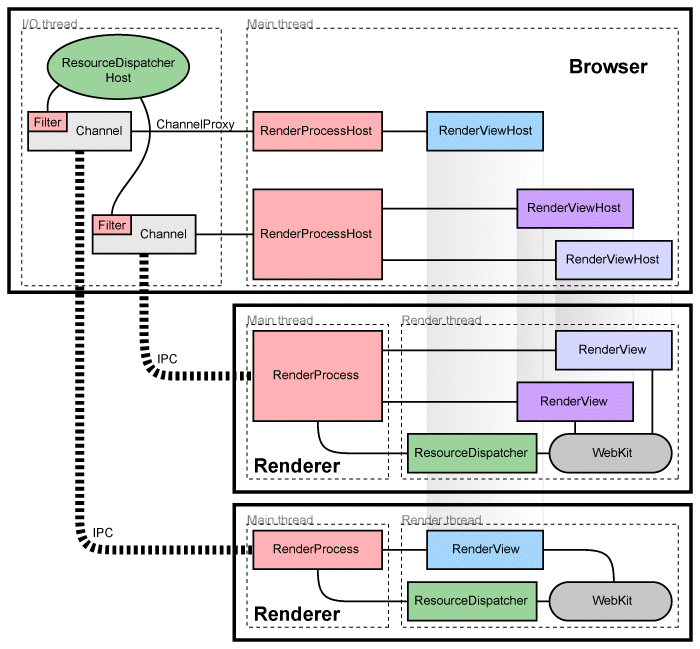 I/O thread
Main thread
ResourceDispatcher
Host
Browser
Filter
Channel
ChannelProxy
RenderProcessHost
RenderViewHost
Filter
Channel
RenderProcessHost
RenderViewHost
RenderViewHost
Main thread
Render thread
IPC
RenderProcess
RenderView
RenderView
Renderer
ResourceDispatcher
WebKit
Main thread
Render thread
IPC
RenderProcess
RenderView
Renderer
ResourceDispatcher
WebKit